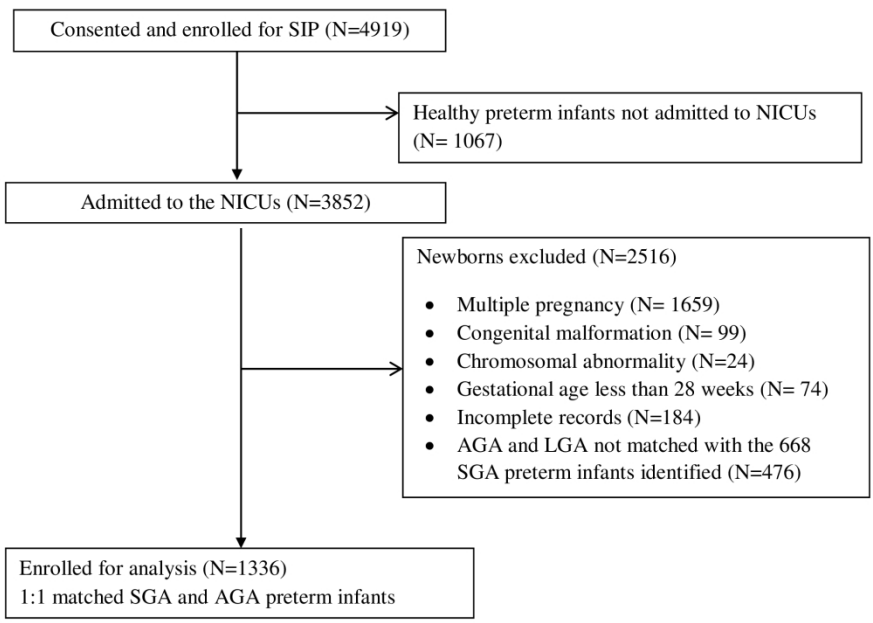 Consented and enrolled for SIP (N=4919)
Healthy preterm infants not admitted to NICUs
(N= 1067)
Admitted to the NICUs (N=3852)
Newborns excluded (N=2516)
• Multiple pregnancy (N= 1659)
• Congenital malformation (N= 99)
• Chromosomal abnormality (N=24)
• Gestational age less than 28 weeks (N= 74)
• Incomplete records (N=184)
• AGA and LGA not matched with the 668
SGA preterm infants identified (N=476)
Enrolled for analysis (N=1336)
1:1 matched SGA and AGA preterm infants